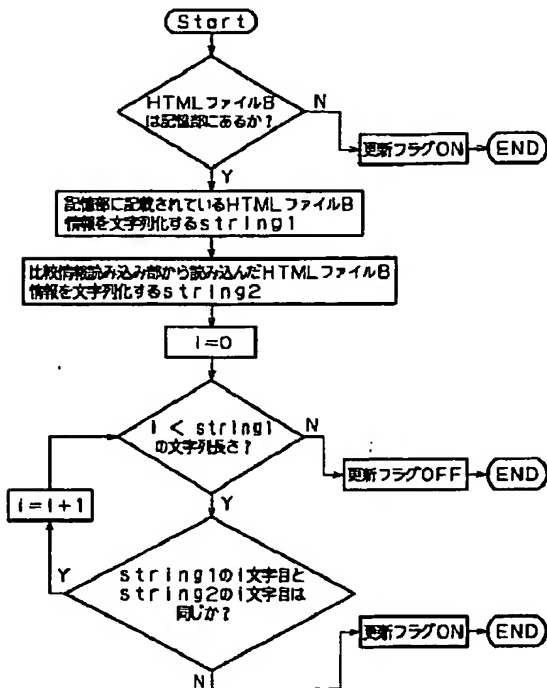 Start
HTMLファイルB
は記憶部にあるか?
N
更新フラグON
END
Y
記憶部に記載されているHTMLファイルB
情報を文字列化するstring1
比較情報読み込み部から読み込んだHTMLファイルB
情報を文字列化するstring2
i=0
i < string1
の文字列長さ?
N
更新フラグOFF
END
i=i+1
Y
Y
string1のi文字目と
string2のi文字目は
同じか?
更新フラグON
END
N